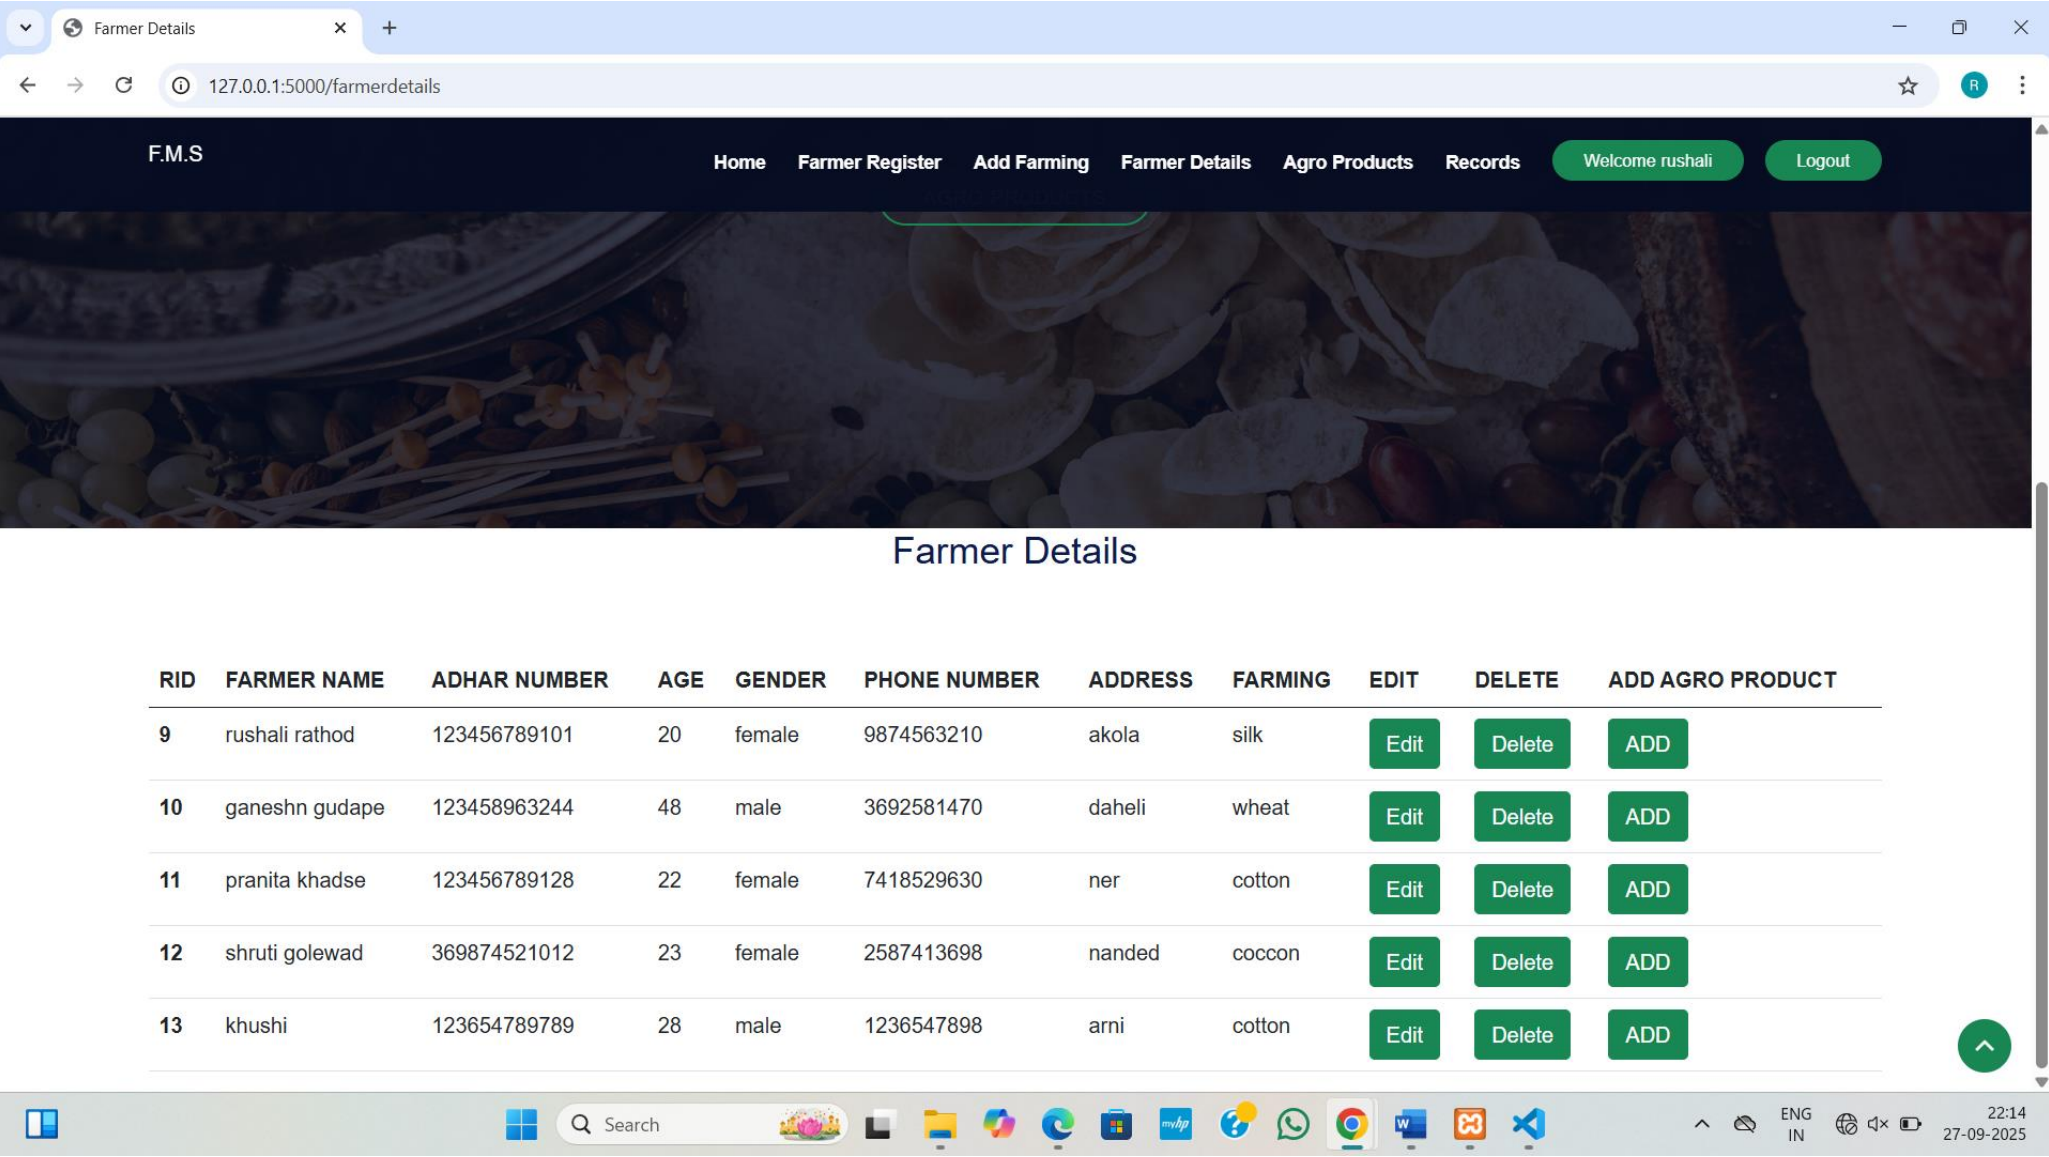 Farmer Details
127.0.0.1:5000/farmerdetails
R
F.M.S
Home Farmer Register Add Farming Farmer Details Agro Products Records Welcome rushali Logout
Farmer Details
RID FARMER NAME ADHAR NUMBER AGE GENDER PHONE NUMBER ADDRESS FARMING EDIT DELETE ADD AGRO PRODUCT
9 rushali rathod 123456789101 20 female 9874563210 akola silk Edit Delete ADD
10 ganeshn gudape 123458963244 48 male 3692581470 daheli wheat Edit Delete ADD
11 pranita khadse 123456789128 22 female 7418529630 ner cotton Edit Delete ADD
12 shruti golewad 369874521012 23 female 2587413698 nanded coccon Edit Delete ADD
13 khushi 123654789789 28 male 1236547898 arni cotton Edit Delete ADD
Search
myhp
W
ENG
IN
22:14
27-09-2025